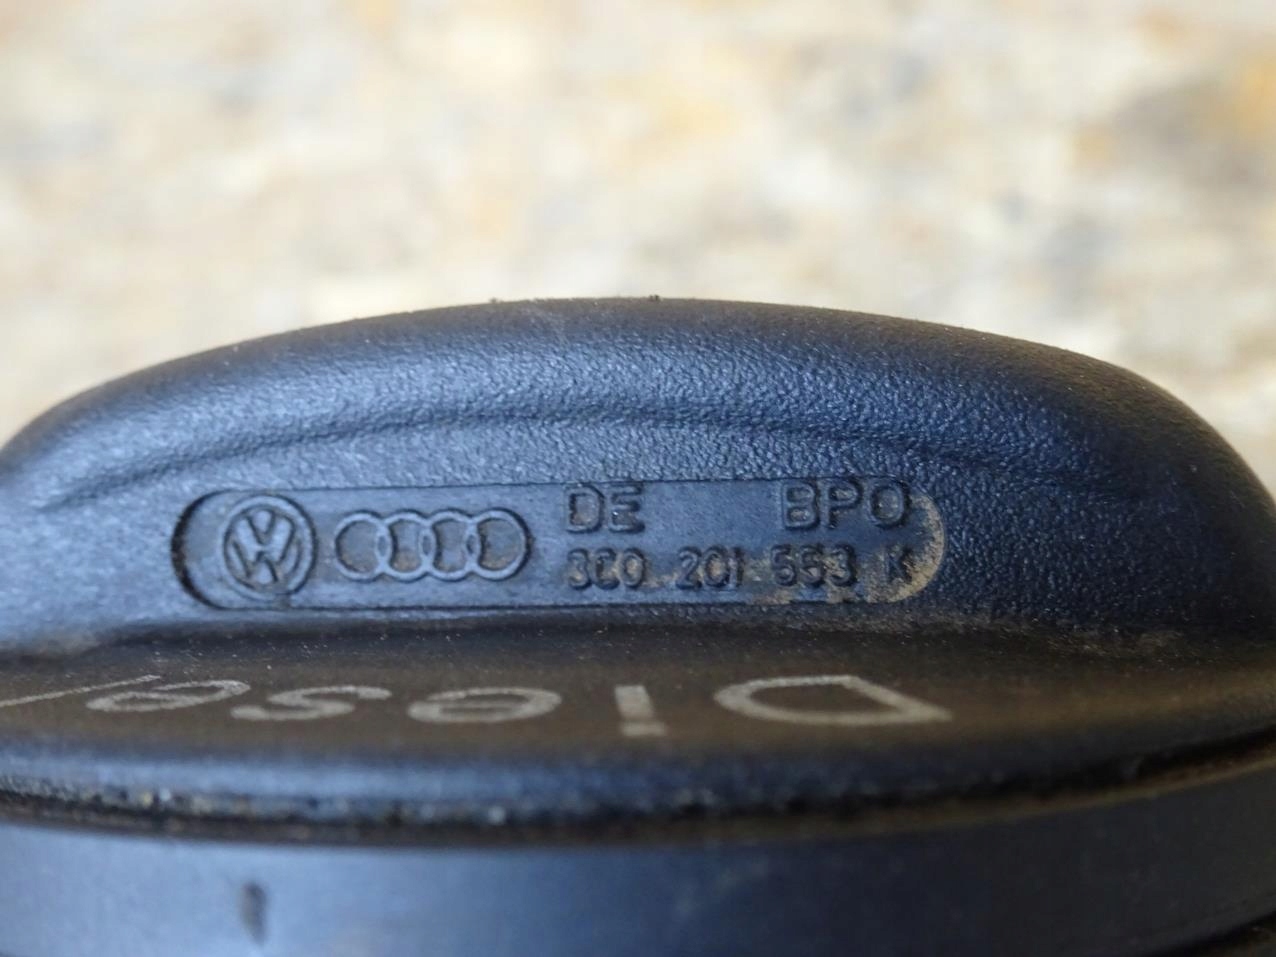 DE BPO
3C0 201 553 K
Diesel